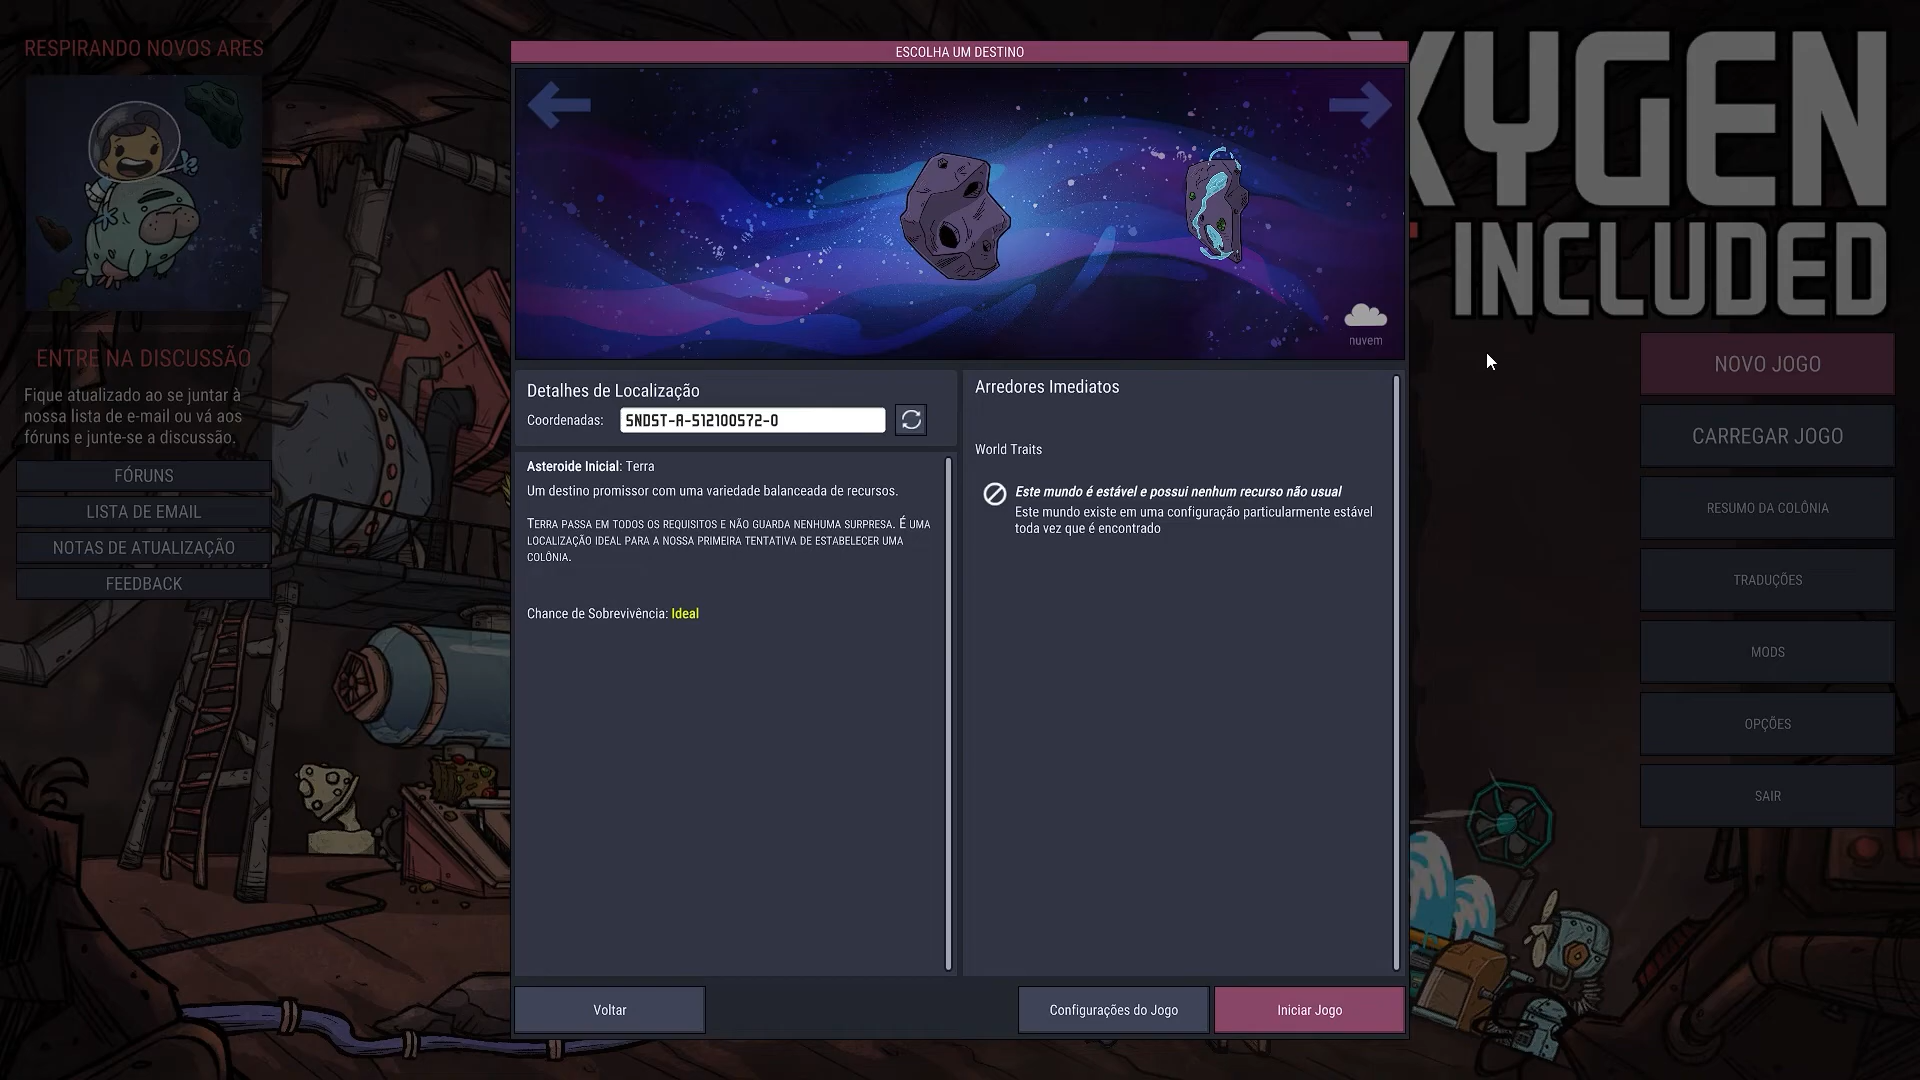 RESPIRANDO NOVOS ARES
ENTRE NA DISCUSSÃO
Fique atualizado ao se juntar à
nossa lista de e-mail ou vá aos
fóruns e junte-se a discussão.
FÓRUNS
LISTA DE EMAIL
NOTAS DE ATUALIZAÇÃO
FEEDBACK
ESCOLHA UM DESTINO
nuvem
Detalhes de Localização
Coordenadas: SNDST-A-512100572-0
Asteroide Inicial: Terra
Um destino promissor com uma variedade balanceada de recursos.
TERRA PASSA EM TODOS OS REQUISITOS E NÃO GUARDA NENHUMA SURPRESA. É UMA
LOCALIZAÇÃO IDEAL PARA A NOSSA PRIMEIRA TENTATIVA DE ESTABELECER UMA
COLÔNIA.
Chance de Sobrevivência: Ideal
Arredores Imediatos
World Traits
Este mundo é estável e possui nenhum recurso não usual
Este mundo existe em uma configuração particularmente estável
toda vez que é encontrado
Voltar
Configurações do Jogo
Iniciar Jogo
OXYGEN
INCLUDED
NOVO JOGO
CARREGAR JOGO
RESUMO DA COLÔNIA
TRADUÇÕES
MODS
OPÇÕES
SAIR